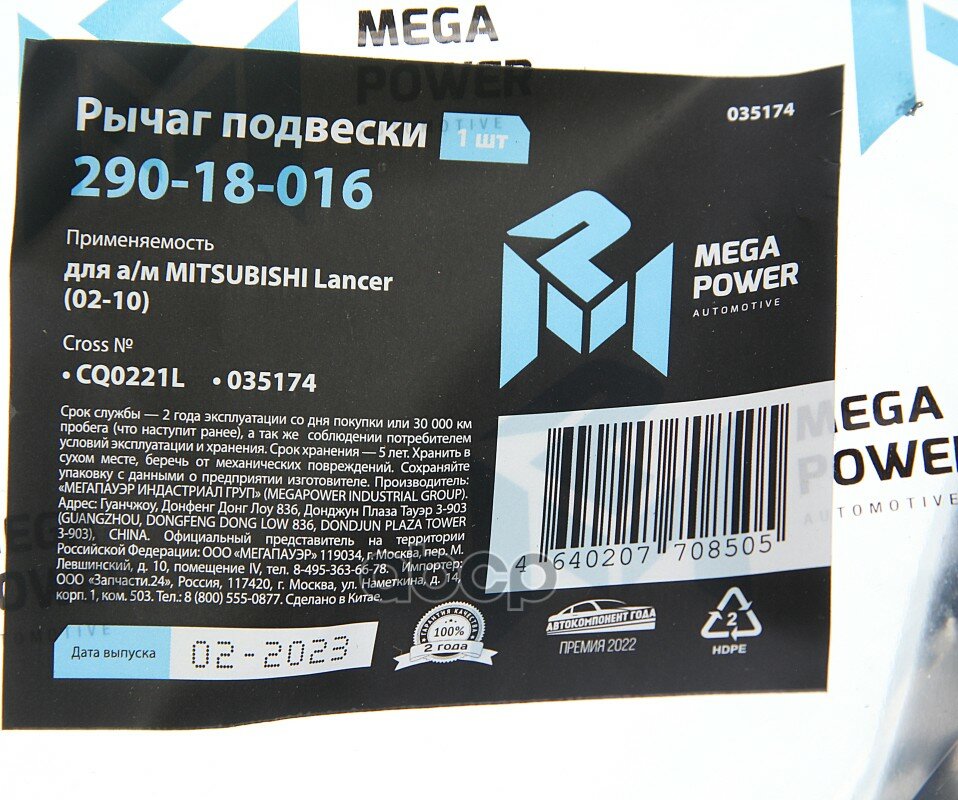 MEGA
POWER
Рычаг подвески
1 шт
035174
290-18-016
Применяемость
для а/м MITSUBISHI Lancer
(02-10)
Cross №
• CQ0221L • 035174
MEGA
POWER
AUTOMOTIVE
Срок службы — 2 года эксплуатации со дня покупки или 30 000 км
пробега (что наступит ранее), а так же соблюдении потребителем
условий эксплуатации и хранения. Срок хранения — 5 лет. Хранить в
сухом месте, беречь от механических повреждений. Сохраняйте
упаковку с данными о предприятии изготовителе. Производитель:
«МЕГАПАУЭР ИНДАСТРИАЛ ГРУП» (MEGAPOWER INDUSTRIAL GROUP).
Адрес: Гуанчжоу, Донфенг Донг Лоу 836, Донджун Плаза Тауэр 3-903
(GUANGZHOU, DONGFENG DONG LOW 836, DONDJUN PLAZA TOWER
3-903), CHINA. Официальный представитель на территории
Российской Федерации: ООО «МЕГАПАУЭР» 119034, г. Москва, пер. М.
Левшинский, д. 10, помещение IV, тел. 8-495-363-66-78. Импортер:
ООО «Запчасти.24», Россия, 117420, г. Москва, ул. Наметкина, д. 14,
корп. 1, ком. 503. Тел.: 8 (800) 555-0877. Сделано в Китае
4 640207 708505
MEGA
POWER
AUTOMOTIVE
abcp
Дата выпуска
02-2023
ГАРАНТИЯ КАЧЕСТВА
100%
2 года
АВТОКОМПОНЕНТ ГОДА
ПРЕМИЯ 2022
2
HDPE